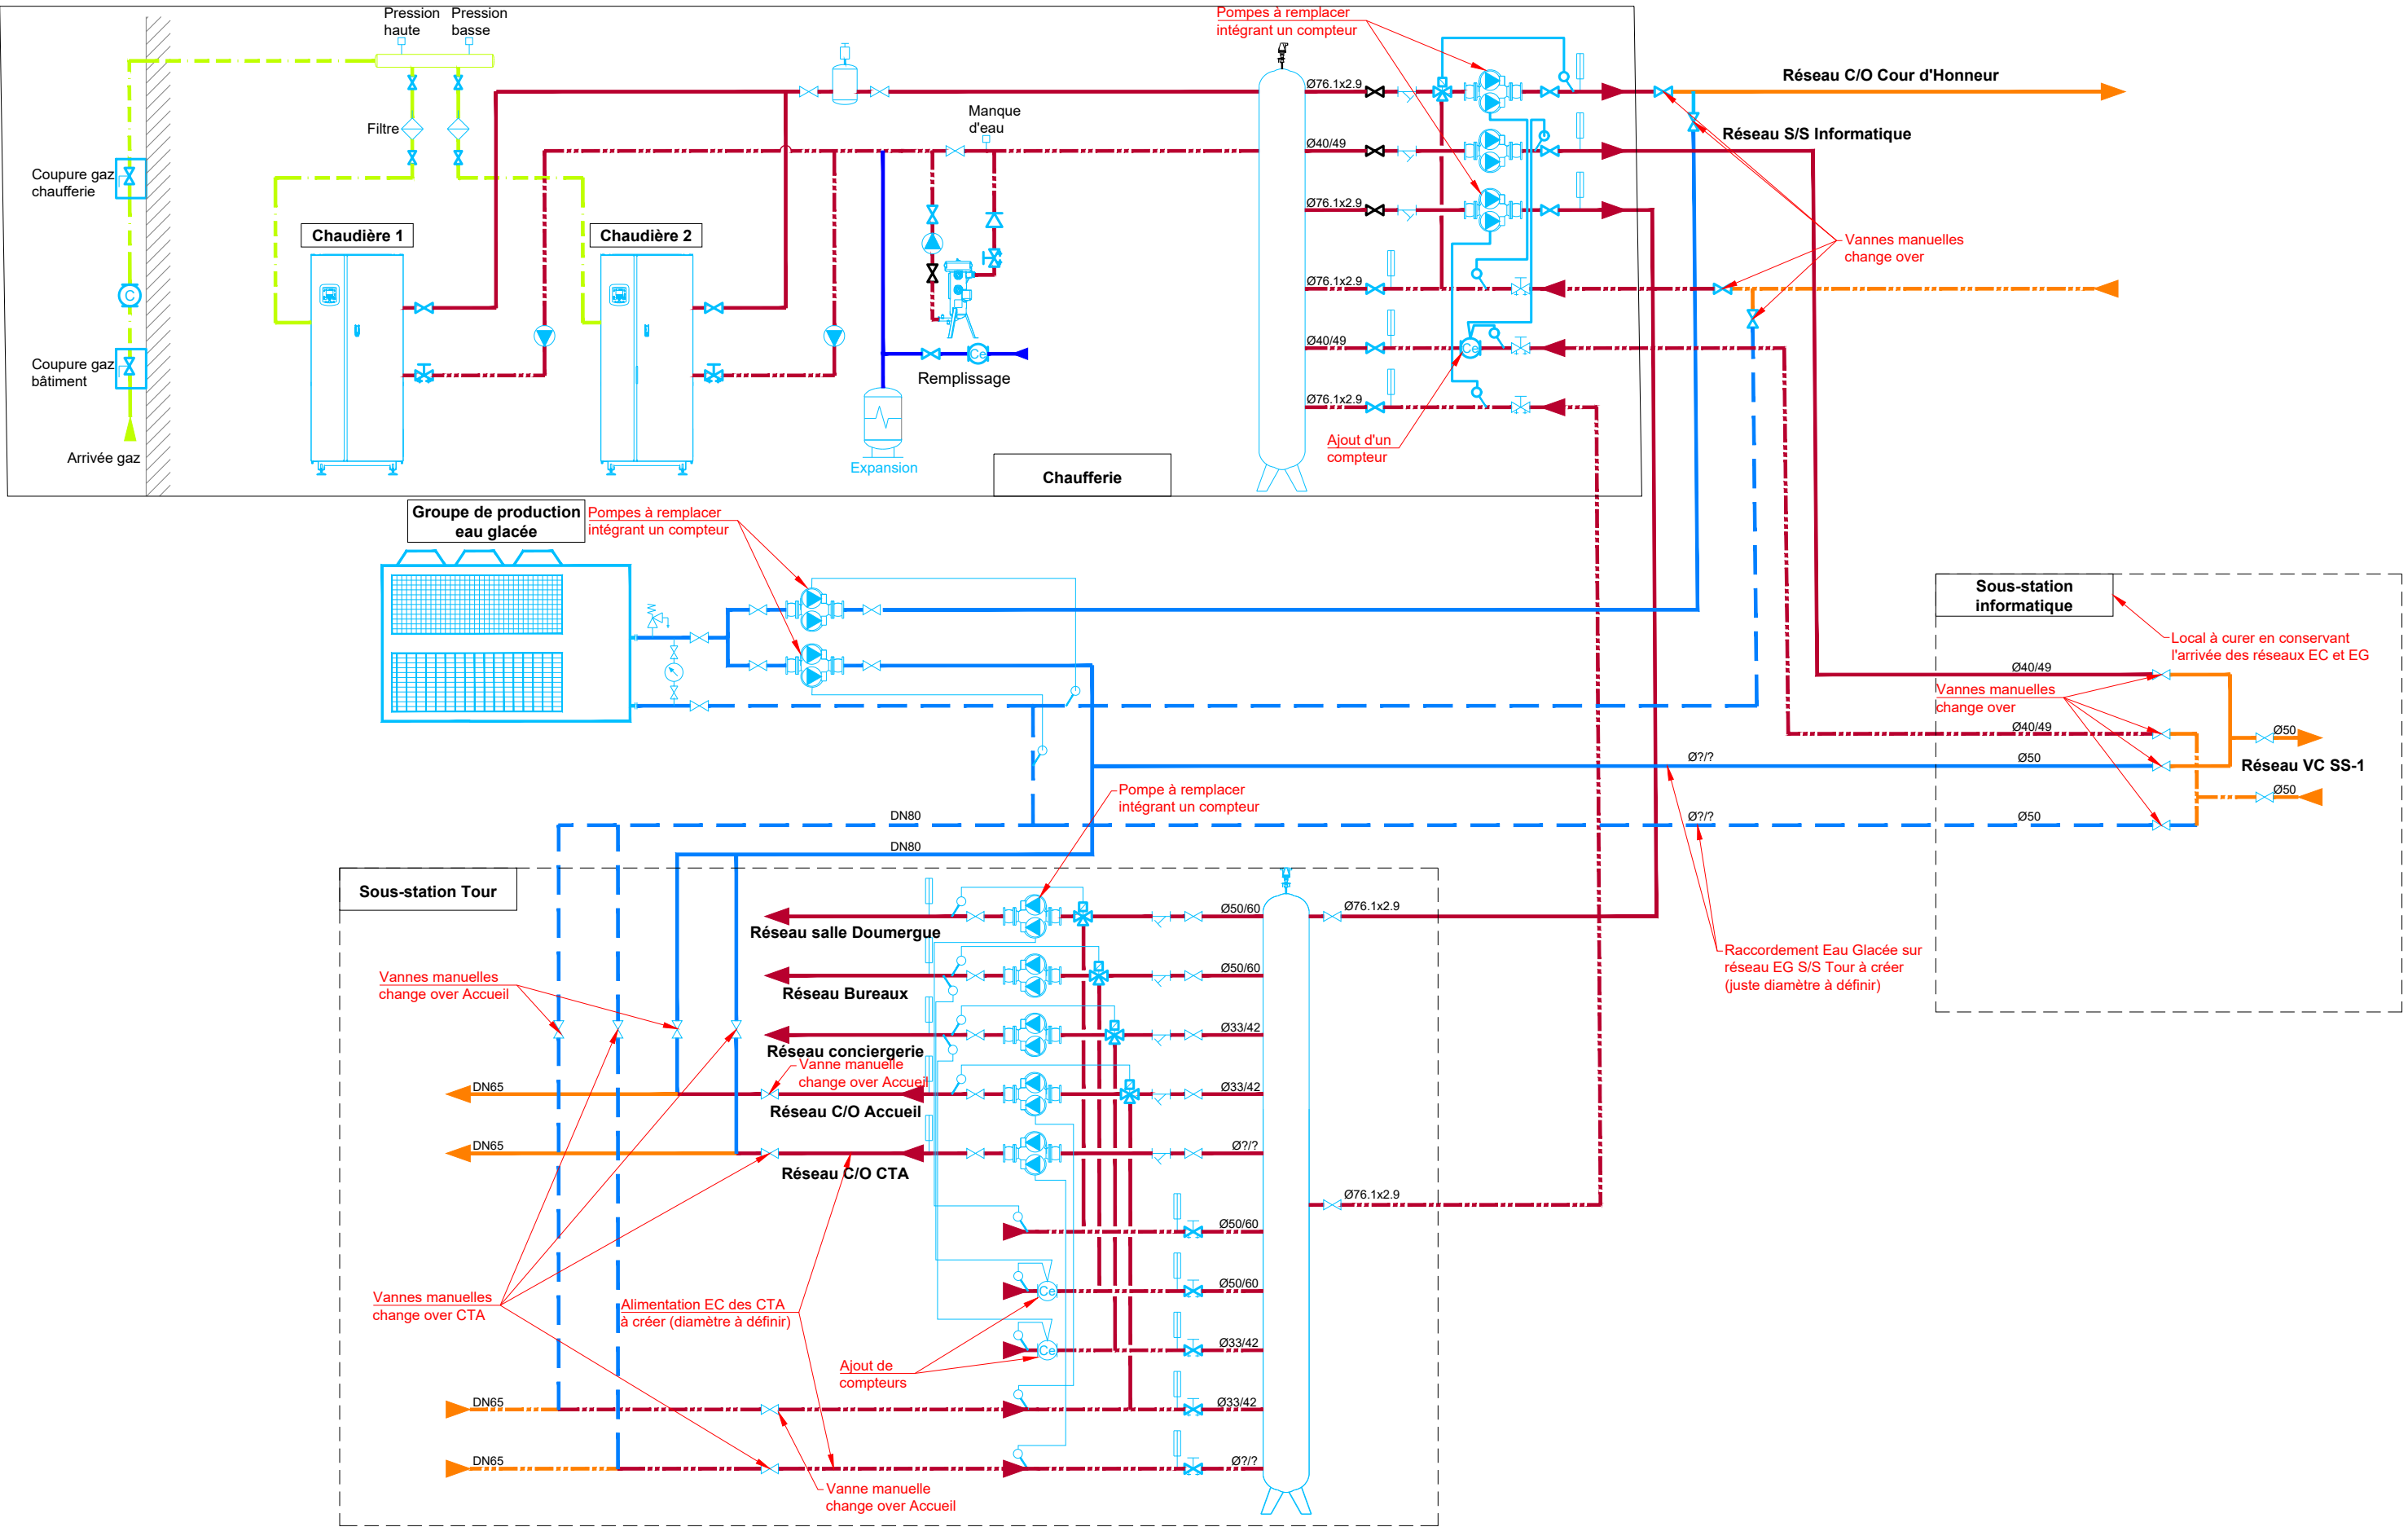 Pression
haute
Pression
basse
Pompes à remplacer
intégrant un compteur
Réseau C/O Cour d'Honneur
Ø76.1x2.9
Manque
d'eau
Filtre
Réseau S/S Informatique
Ø40/49
Coupure gaz
chaufferie
Ø76.1x2.9
Chaudière 1
Chaudière 2
Vannes manuelles
change over
Ø76.1x2.9
C
Ø40/49
Ce
Ce
Coupure gaz
bâtiment
Remplissage
Ø76.1x2.9
Ajout d'un
compteur
Arrivée gaz
Expansion
Chaufferie
Groupe de production
eau glacée
Pompes à remplacer
intégrant un compteur
Sous-station
informatique
Local à curer en conservant
l'arrivée des réseaux EC et EG
Ø40/49
Vannes manuelles
change over
Ø40/49
Ø50
Ø?/?
Ø50
Réseau VC SS-1
Pompe à remplacer
intégrant un compteur
Ø50
DN80
Ø?/?
Ø50
DN80
Sous-station Tour
Ø50/60
Ø76.1x2.9
Réseau salle Doumergue
Raccordement Eau Glacée sur
réseau EG S/S Tour à créer
(juste diamètre à définir)
Vannes manuelles
change over Accueil
Ø50/60
Réseau Bureaux
Ø33/42
Réseau conciergerie
Vanne manuelle
change over Accueil
DN65
Ø33/42
Réseau C/O Accueil
DN65
Ø?/?
Réseau C/O CTA
Ø76.1x2.9
Ø50/60
Ø50/60
Ce
Vannes manuelles
change over CTA
Alimentation EC des CTA
à créer (diamètre à définir)
Ø33/42
Ce
Ajout de
compteurs
DN65
Ø33/42
DN65
Ø?/?
Vanne manuelle
change over Accueil